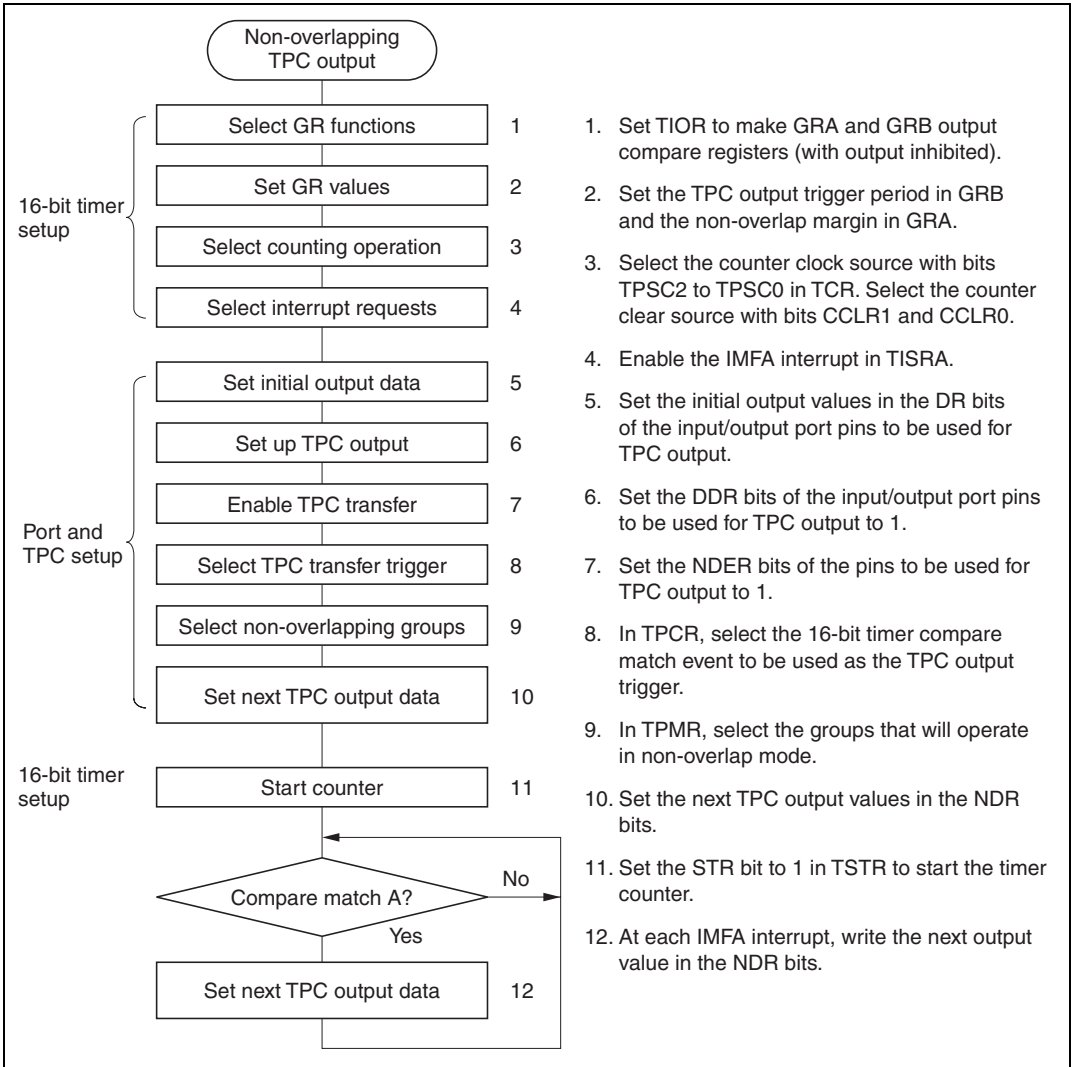 Non-overlapping
TPC output
16-bit timer
setup
Select GR functions 1
Set GR values 2
Select counting operation 3
Select interrupt requests 4
Port and
TPC setup
Set initial output data 5
Set up TPC output 6
Enable TPC transfer 7
Select TPC transfer trigger 8
Select non-overlapping groups 9
Set next TPC output data 10
16-bit timer
setup
Start counter 11
Compare match A?
No
Yes
Set next TPC output data 12
1. Set TIOR to make GRA and GRB output
compare registers (with output inhibited).
2. Set the TPC output trigger period in GRB
and the non-overlap margin in GRA.
3. Select the counter clock source with bits
TPSC2 to TPSC0 in TCR. Select the counter
clear source with bits CCLR1 and CCLR0.
4. Enable the IMFA interrupt in TISRA.
5. Set the initial output values in the DR bits
of the input/output port pins to be used for
TPC output.
6. Set the DDR bits of the input/output port pins
to be used for TPC output to 1.
7. Set the NDER bits of the pins to be used for
TPC output to 1.
8. In TPCR, select the 16-bit timer compare
match event to be used as the TPC output
trigger.
9. In TPMR, select the groups that will operate
in non-overlap mode.
10. Set the next TPC output values in the NDR
bits.
11. Set the STR bit to 1 in TSTR to start the timer
counter.
12. At each IMFA interrupt, write the next output
value in the NDR bits.